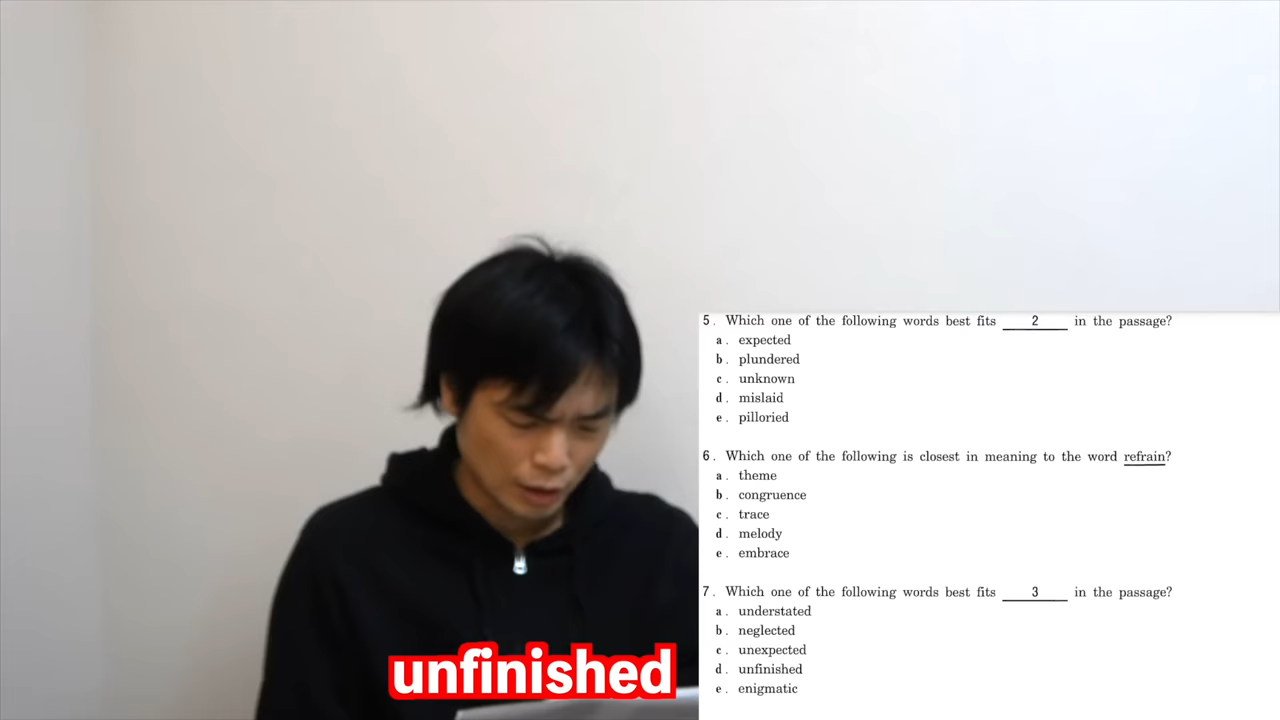 5. Which one of the following words best fits 2 in the passage?
a. expected
b. plundered
c. unknown
d. mislaid
e. pilloried
6. Which one of the following is closest in meaning to the word refrain?
a. theme
b. congruence
c. trace
d. melody
e. embrace
7. Which one of the following words best fits 3 in the passage?
a. understated
b. neglected
c. unexpected
d. unfinished
e. enigmatic
unfinished